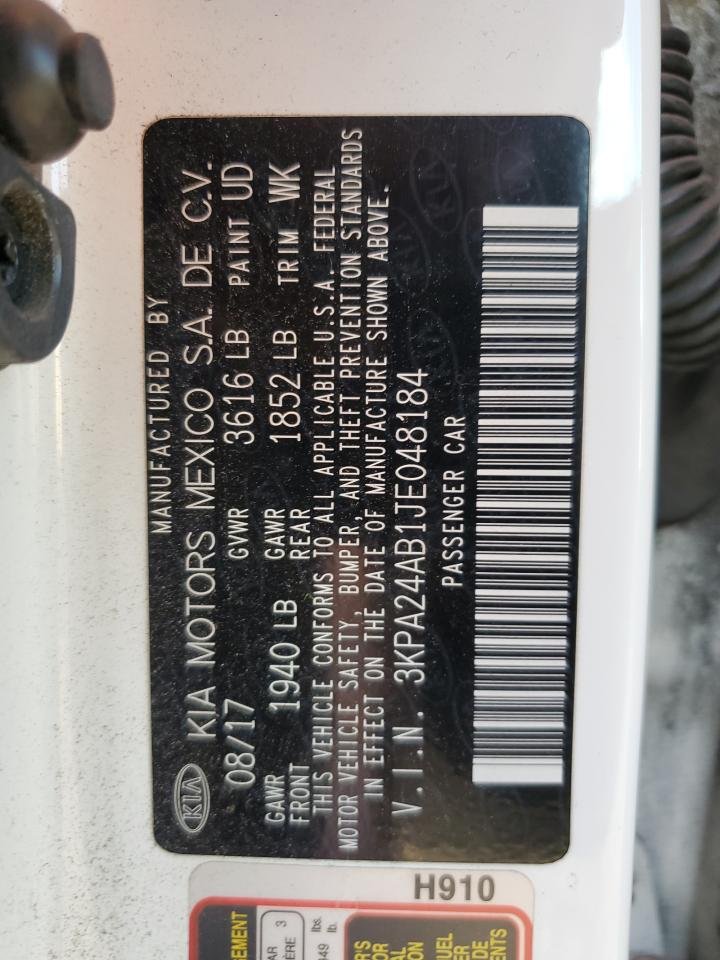 MANUFACTURED BY
KIA KIA MOTORS MEXICO S.A. DE C.V.
08/17 GVWR 3616 LB PAINT UD
GAWR FRONT 1940 LB GAWR REAR 1852 LB TRIM WK
THIS VEHICLE CONFORMS TO ALL APPLICABLE U.S.A. FEDERAL
MOTOR VEHICLE SAFETY, BUMPER, AND THEFT PREVENTION STANDARDS
IN EFFECT ON THE DATE OF MANUFACTURE SHOWN ABOVE.
V.I.N. 3KPA24AB1JE048184
PASSENGER CAR
H910